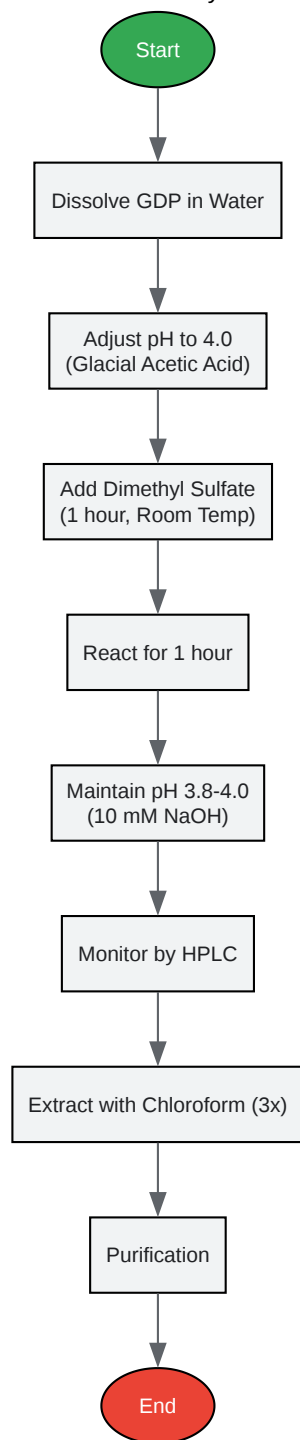 Start
Dissolve GDP in Water
Adjust pH to 4.0
(Glacial Acetic Acid)
Add Dimethyl Sulfate
(1 hour, Room Temp)
React for 1 hour
Maintain pH 3.8-4.0
(10 mM NaOH)
Monitor by HPLC
Extract with Chloroform (3x)
Purification
End